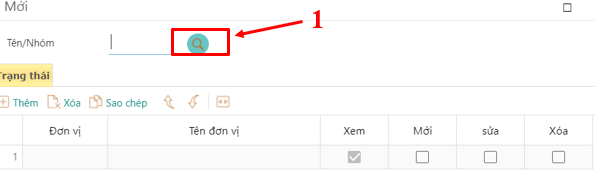 Mới
1
Tên/Nhóm
Trạng thái
Thêm Xóa Sao chép
Đơn vị Tên đơn vị Xem Mới sửa Xóa
1